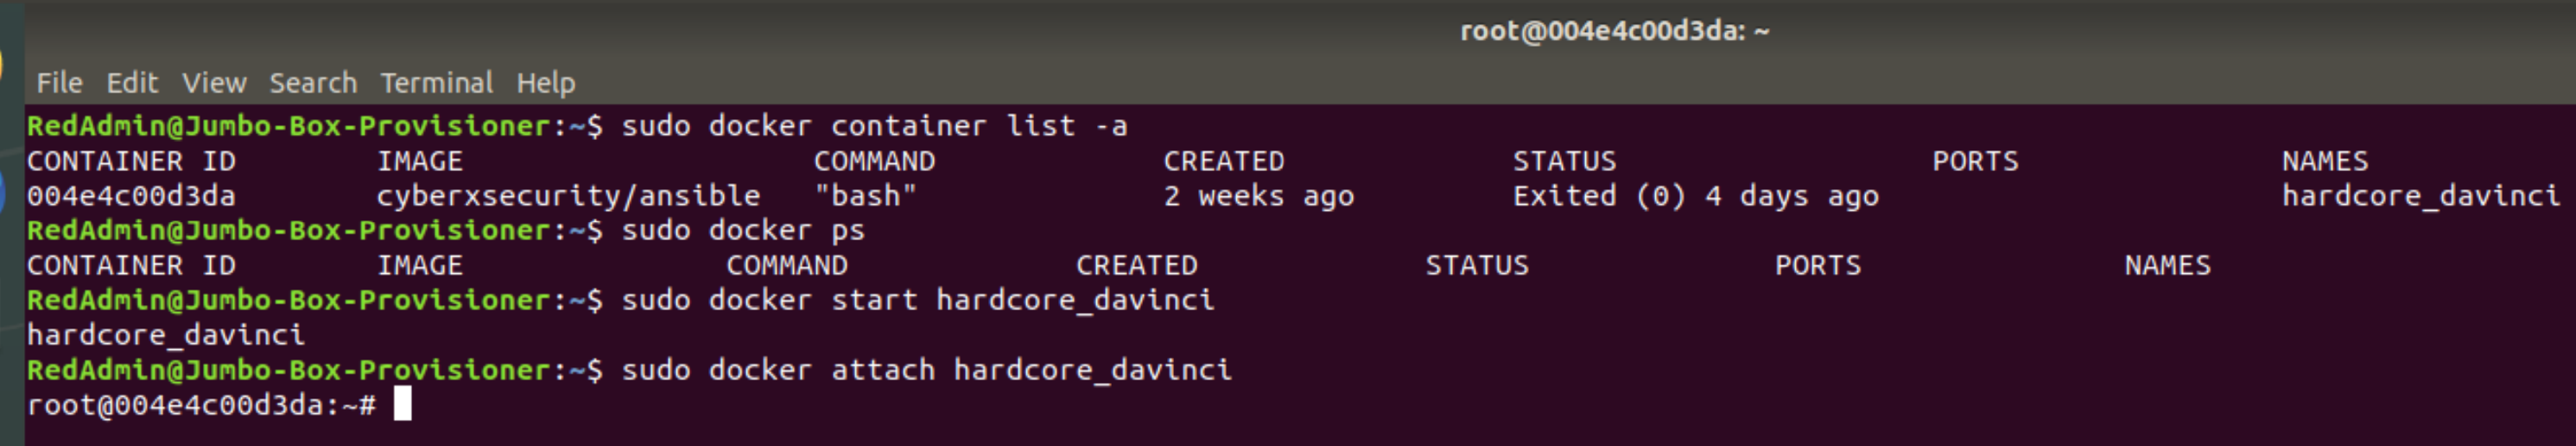 root@004e4c00d3da: ~
File Edit View Search Terminal Help
RedAdmin@Jumbo-Box-Provisioner:~$ sudo docker container list -a
CONTAINER ID        IMAGE                     COMMAND             CREATED             STATUS                  PORTS               NAMES
004e4c00d3da        cyberxsecurity/ansible   "bash"              2 weeks ago         Exited (0) 4 days ago                       hardcore_davinci
RedAdmin@Jumbo-Box-Provisioner:~$ sudo docker ps
CONTAINER ID        IMAGE               COMMAND             CREATED             STATUS              PORTS               NAMES
RedAdmin@Jumbo-Box-Provisioner:~$ sudo docker start hardcore_davinci
hardcore_davinci
RedAdmin@Jumbo-Box-Provisioner:~$ sudo docker attach hardcore_davinci
root@004e4c00d3da:~#